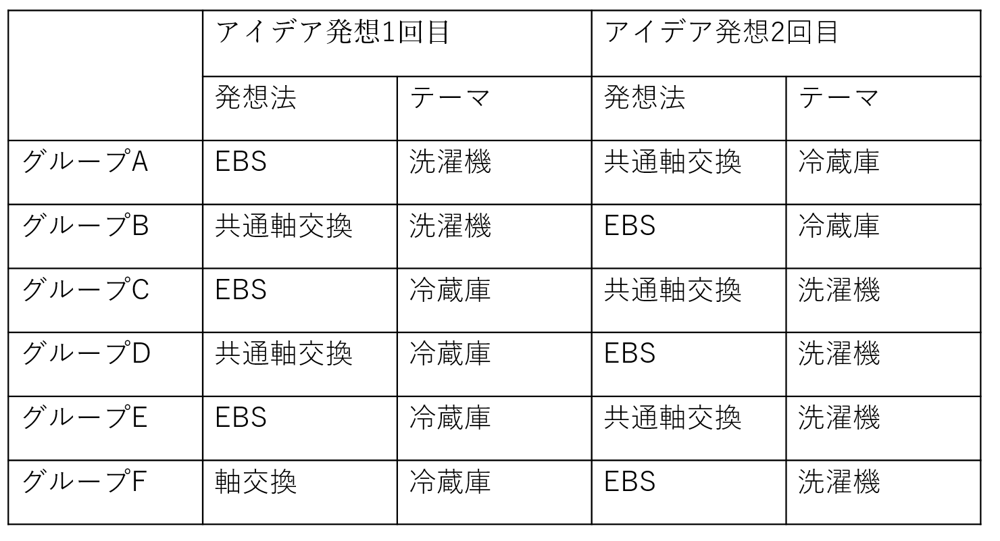 アイデア発想1回目 アイデア発想2回目
発想法 テーマ 発想法 テーマ
グループA EBS 洗濯機 共通軸交換 冷蔵庫
グループB 共通軸交換 洗濯機 EBS 冷蔵庫
グループC EBS 冷蔵庫 共通軸交換 洗濯機
グループD 共通軸交換 冷蔵庫 EBS 洗濯機
グループE EBS 冷蔵庫 共通軸交換 洗濯機
グループF 軸交換 冷蔵庫 EBS 洗濯機